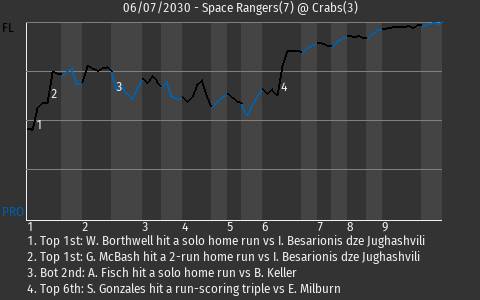 06/07/2030 - Space Rangers(7) @ Crabs(3)
FL
2
3
4
1
PRO
1 2 3 4 5 6 7 8 9
1. Top 1st: W. Borthwell hit a solo home run vs I. Besarionis dze Jughashvili
2. Top 1st: G. McBash hit a 2-run home run vs I. Besarionis dze Jughashvili
3. Bot 2nd: A. Fisch hit a solo home run vs B. Keller
4. Top 6th: S. Gonzales hit a run-scoring triple vs E. Milburn